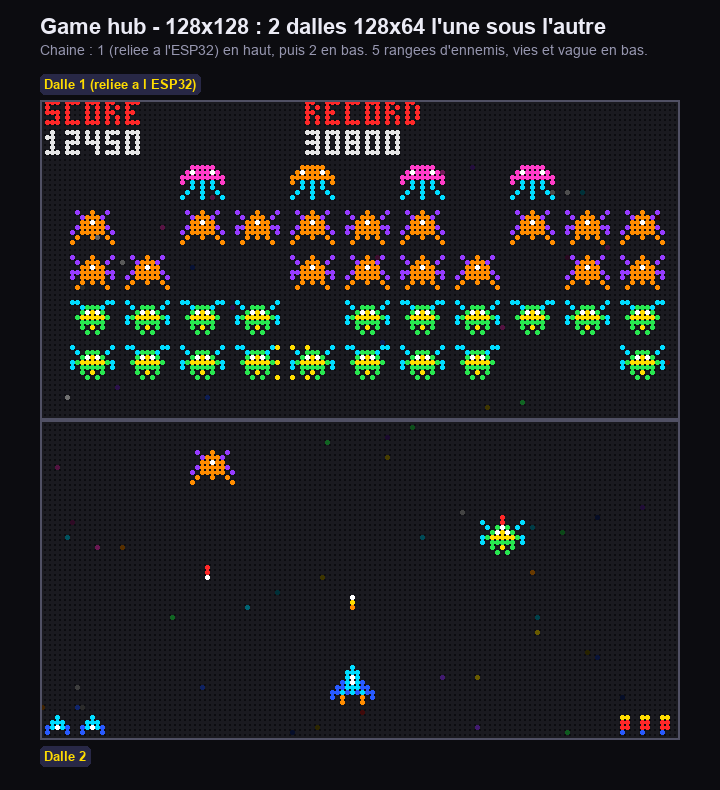 Game hub - 128x128 : 2 dalles 128x64 l'une sous l'autre
Chaine : 1 (reliee a l'ESP32) en haut, puis 2 en bas. 5 rangees d'ennemis, vies et vague en bas.
Dalle 1 (reliee a l ESP32)
SCORE RECORD
12450 30800
Dalle 2